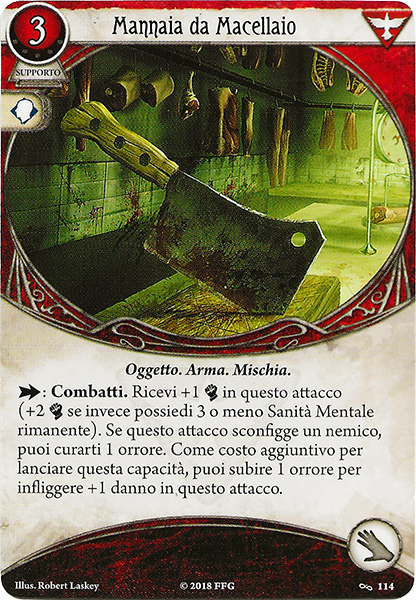 3
Mannaia da Macellaio
SUPPORTO
Oggetto. Arma. Mischia.
: Combatti. Ricevi +1 in questo attacco
(+2 se invece possiedi 3 o meno Sanità Mentale
rimanente). Se questo attacco sconfigge un nemico,
puoi curarti 1 orrore. Come costo aggiuntivo per
lanciare questa capacità, puoi subire 1 orrore per
infliggere +1 danno in questo attacco.
Illus. Robert Laskey
© 2018 FFG
114